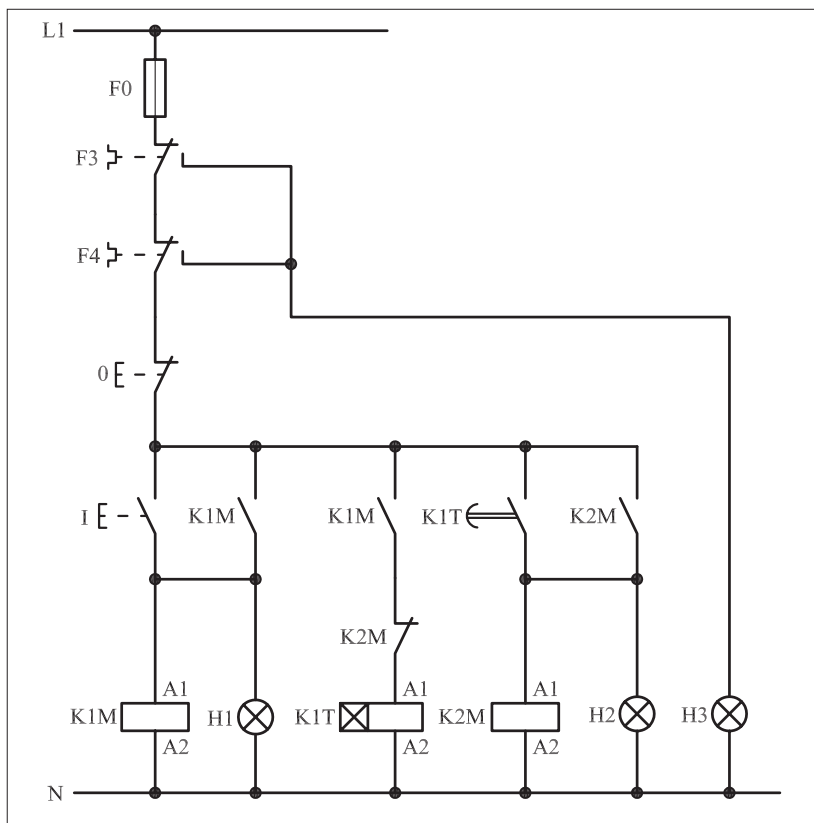 L1
F0
F3
F4
0
I K1M K1M K1T K2M
K2M
A1 A1 A1
K1M H1 K1T K2M H2 H3
A2 A2 A2
N